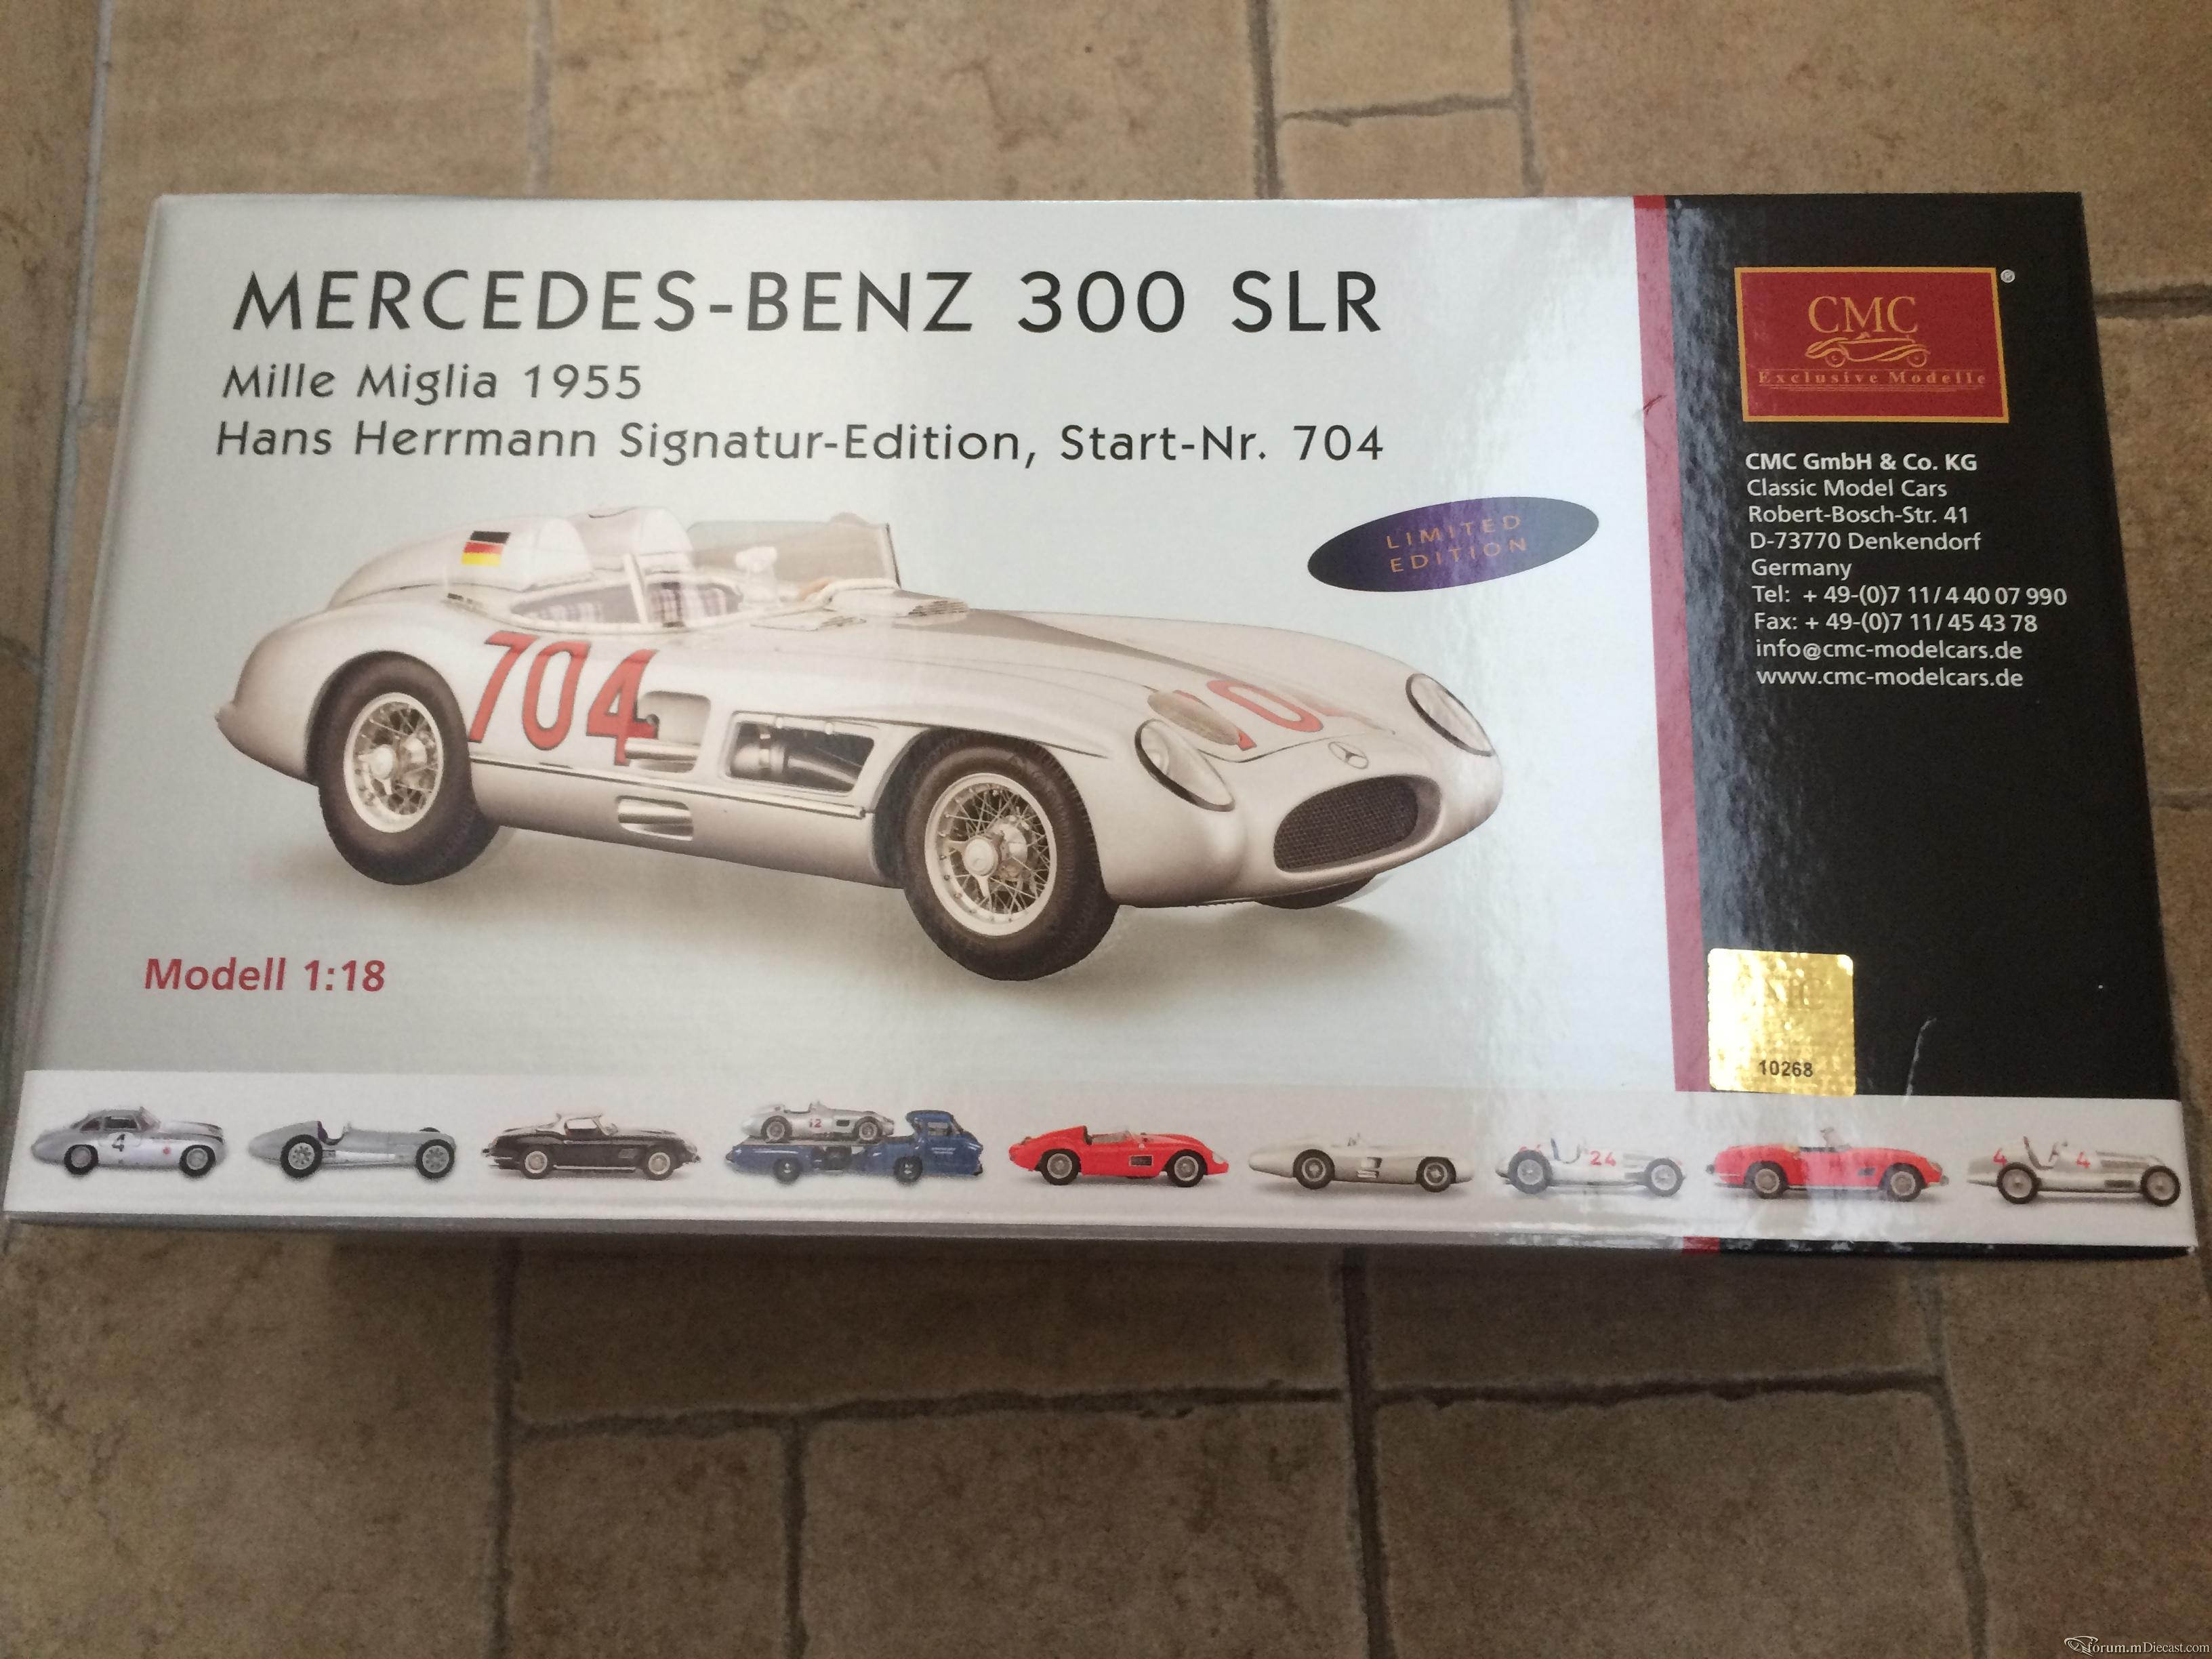 MERCEDES-BENZ 300 SLR
Mille Miglia 1955
Hans Herrmann Signatur-Edition, Start-Nr. 704
LIMITED
EDITION
704
Modell 1:18
CMC
Exclusive Modelle
®
CMC GmbH & Co. KG
Classic Model Cars
Robert-Bosch-Str. 41
D-73770 Denkendorf
Germany
Tel: + 49-(0)7 11/4 40 07 990
Fax: + 49-(0)7 11/ 45 43 78
info@cmc-modelcars.de
www.cmc-modelcars.de
10268
4
12
24
4 4
forum.mDiecast.com